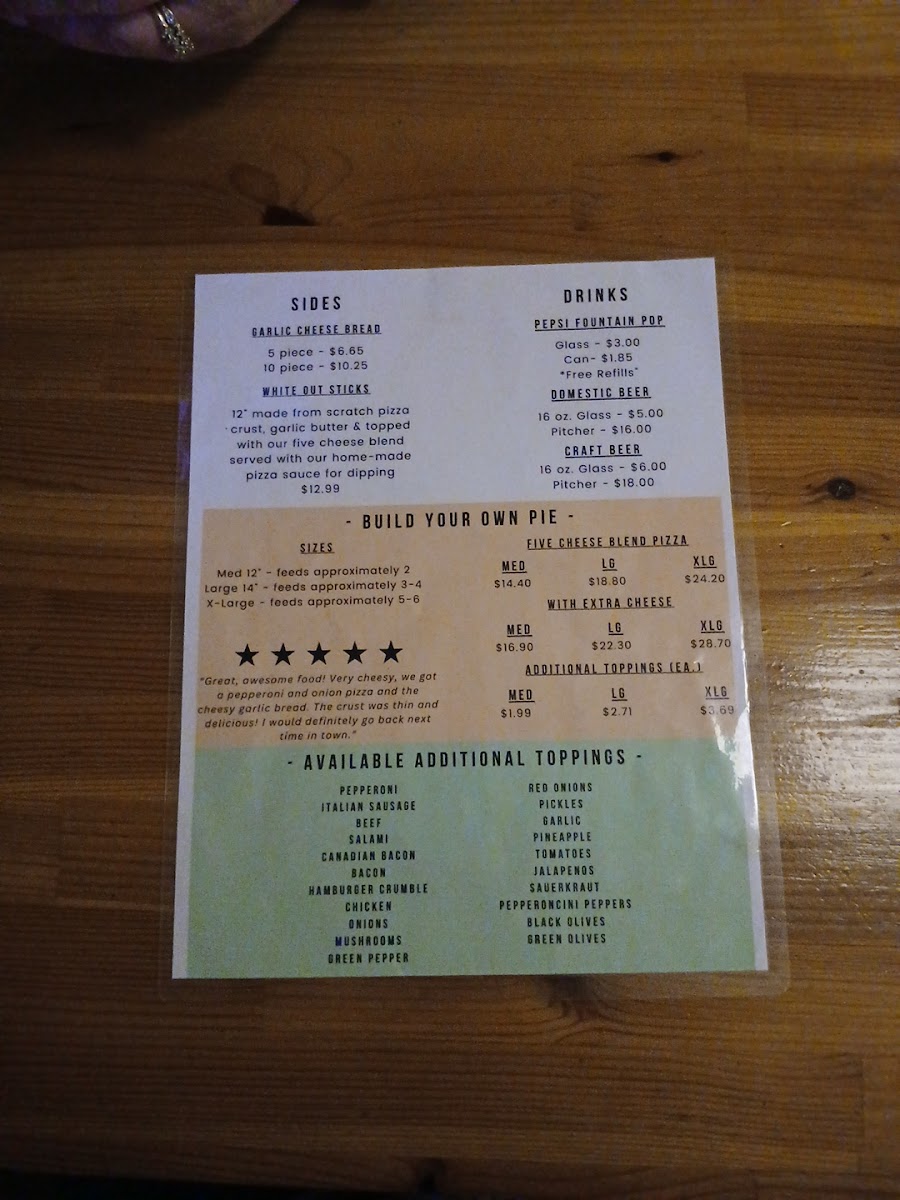 SIDES
GARLIC CHEESE BREAD
5 piece - $6.65
10 piece - $10.25
WHITE OUT STICKS
12" made from scratch pizza
crust, garlic butter & topped
with our five cheese blend
served with our home-made
pizza sauce for dipping
$12.99
DRINKS
PEPSI FOUNTAIN POP
Glass - $3.00
Can- $1.85
*Free Refills*
DOMESTIC BEER
16 oz. Glass - $5.00
Pitcher - $16.00
CRAFT BEER
16 oz. Glass - $6.00
Pitcher - $18.00
- BUILD YOUR OWN PIE -
SIZES
Med 12" - feeds approximately 2
Large 14" - feeds approximately 3-4
X-Large - feeds approximately 5-6
"Great, awesome food! Very cheesy, we got
a pepperoni and onion pizza and the
cheesy garlic bread. The crust was thin and
delicious! I would definitely go back next
time in town."
FIVE CHEESE BLEND PIZZA
MED LG XLG
$14.40 $18.80 $24.20
WITH EXTRA CHEESE
MED LG XLG
$16.90 $22.30 $28.70
ADDITIONAL TOPPINGS (EA.)
MED LG XLG
$1.99 $2.71 $3.69
- AVAILABLE ADDITIONAL TOPPINGS -
PEPPERONI
ITALIAN SAUSAGE
BEEF
SALAMI
CANADIAN BACON
BACON
HAMBURGER CRUMBLE
CHICKEN
ONIONS
MUSHROOMS
GREEN PEPPER
RED ONIONS
PICKLES
GARLIC
PINEAPPLE
TOMATOES
JALAPENOS
SAUERKRAUT
PEPPERONCINI PEPPERS
BLACK OLIVES
GREEN OLIVES